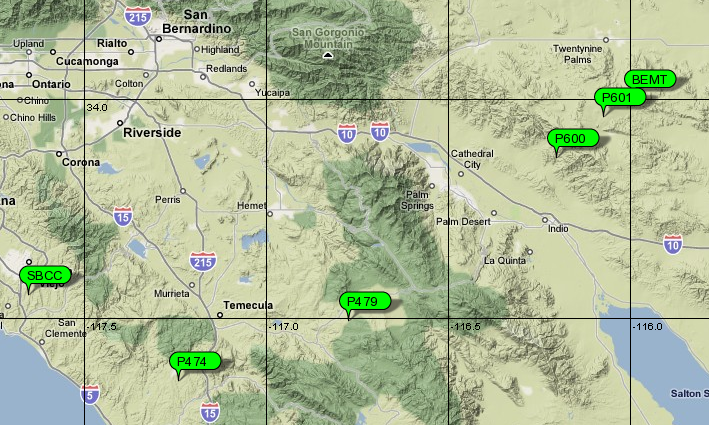 215
San
Bernardino
San Gorgonio
Mountain
Upland
Rialto
Highland
Twentynine
Palms
Cucamonga
Redlands
BEMT
Ontario
Colton
Yucaipa
P601
Chino
34.0
Chino Hills
Riverside
10
10
P600
Corona
Cathedral
City
Perris
Palm
Springs
15
Hemet
Palm Desert
Indio
10
215
La Quinta
SBCC
Murrieta
P479
Temecula
San
Clemente
-117.5
-117.0
-116.5
-116.0
P474
5
15
Salton S